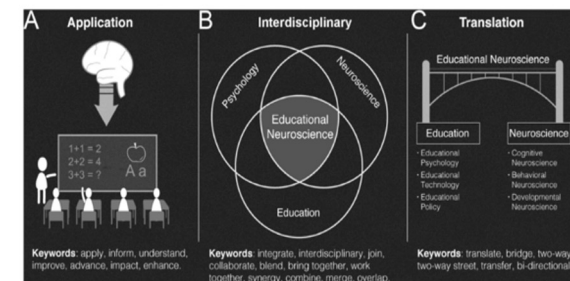 A Application
1+1 = 2
2+2 = 4
3+3 = ?
A a
Keywords: apply, inform, understand,
improve, advance, impact, enhance.
B Interdisciplinary
Psychology
Neuroscience
Educational
Neuroscience
Education
Keywords: integrate, interdisciplinary, join,
collaborate, blend, bring together, work
together, synergy, combine, merge, overlap.
C Translation
Educational Neuroscience
Education
· Educational
Psychology
· Educational
Technology
· Educational
Policy
Neuroscience
· Cognitive
Neuroscience
· Behavioral
Neuroscience
· Developmental
Neuroscience
Keywords: translate, bridge, two-way
two-way street, transfer, bi-directional